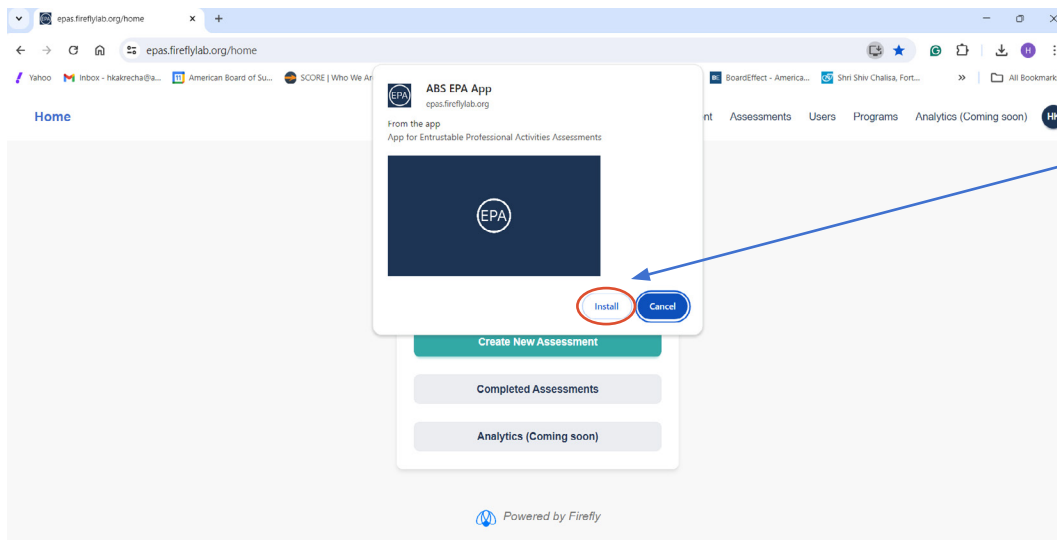 epas.fireflylab.org/home
epas.fireflylab.org/home
Yahoo
Inbox - hkakrecha@a...
American Board of Su...
SCORE | Who We Ar
BoardEffect - America...
Shri Shiv Chalisa, Fort...
All Bookmark
H
EPA
ABS EPA App
epas.fireflylab.org
From the app
App for Entrustable Professional Activities Assessments
EPA
Install
Cancel
Home
nt
Assessments
Users
Programs
Analytics (Coming soon)
HK
Create New Assessment
Completed Assessments
Analytics (Coming soon)
Powered by Firefly